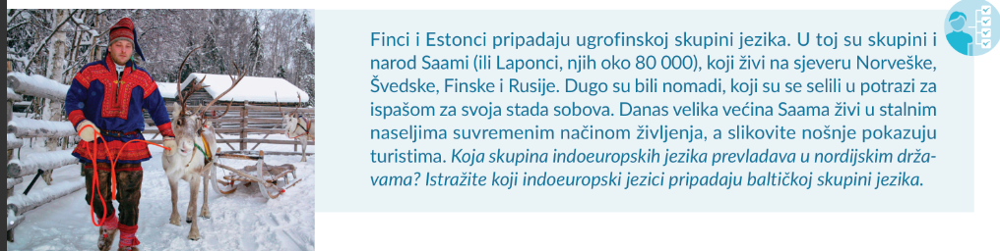 Finci i Estonci pripadaju ugrofinskoj skupini jezika. U toj su skupini i
narod Saami (ili Laponci, njih oko 80 000), koji živi na sjeveru Norveške,
Švedske, Finske i Rusije. Dugo su bili nomadi, koji su se selili u potrazi za
ispašom za svoja stada sobova. Danas velika većina Saama živi u stalnim
naseljima suvremenim načinom življenja, a slikovite nošnje pokazuju
turistima. Koja skupina indoeuropskih jezika prevladava u nordijskim drža-
vama? Istražite koji indoeuropski jezici pripadaju baltičkoj skupini jezika.